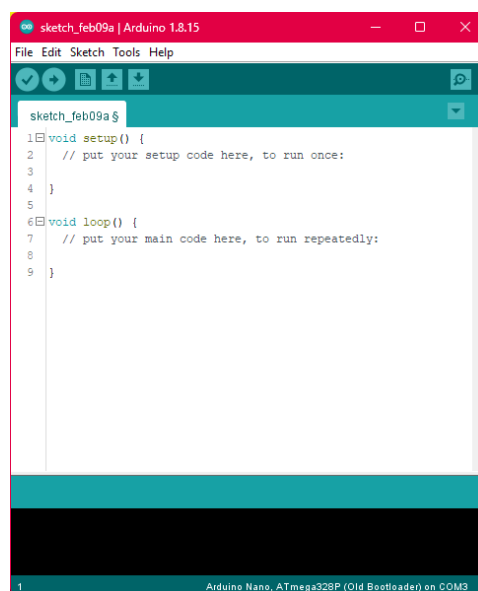 sketch_feb09a | Arduino 1.8.15
File Edit Sketch Tools Help
sketch_feb09a §
1 void setup() {
2 // put your setup code here, to run once:
3
4 }
5
6 void loop() {
7 // put your main code here, to run repeatedly:
8
9 }
1 Arduino Nano, ATmega328P (Old Bootloader) on COM3